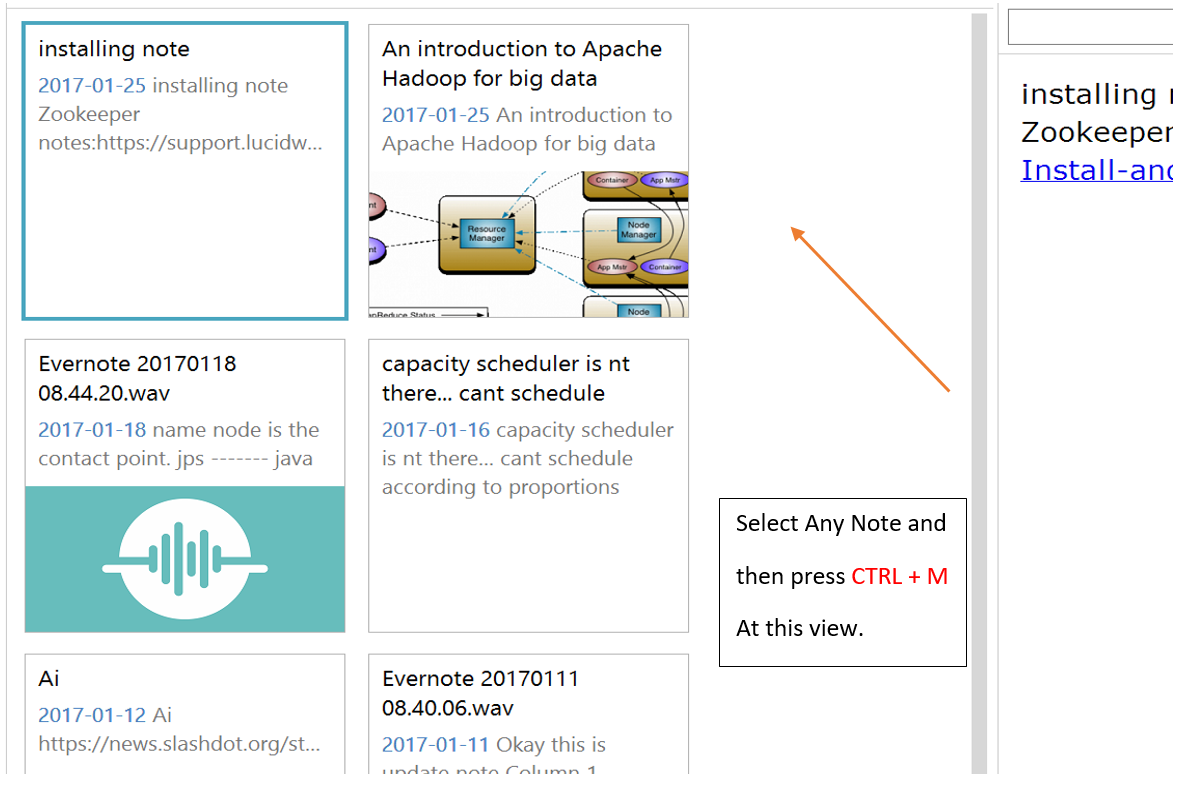 installing note
2017-01-25 installing note
Zookeeper
notes:https://support.lucidw...
An introduction to Apache
Hadoop for big data
2017-01-25 An introduction to
Apache Hadoop for big data
Container
App Mstr
nt
Resource
Manager
Node
Manager
nt
App Mstr
Container
Node
pReduce Status
installing
Zookeeper
Install-and
Evernote 20170118
08.44.20.wav
2017-01-18 name node is the
contact point. jps ------- java
capacity scheduler is nt
there... cant schedule
2017-01-16 capacity scheduler
is nt there... cant schedule
according to proportions
Select Any Note and
then press CTRL + M
At this view.
Ai
2017-01-12 Ai
https://news.slashdot.org/st...
Evernote 20170111
08.40.06.wav
2017-01-11 Okay this is
update note Column 1